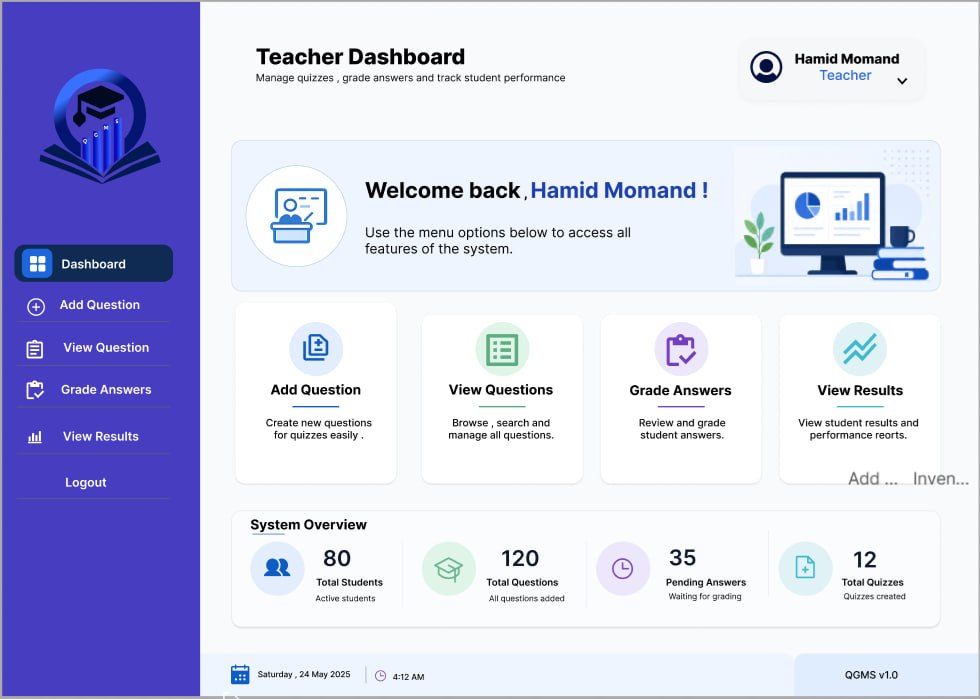 Q G M S
Dashboard
Add Question
View Question
Grade Answers
View Results
Logout
Teacher Dashboard
Manage quizzes , grade answers and track student performance
Hamid Momand
Teacher
Welcome back , Hamid Momand !
Use the menu options below to access all
features of the system.
Add Question
Create new questions
for quizzes easily .
View Questions
Browse , search and
manage all questions.
Grade Answers
Review and grade
student answers.
View Results
View student results and
performance reorts.
Add ... Inven...
System Overview
80
Total Students
Active students
120
Total Questions
All questions added
35
Pending Answers
Waiting for grading
12
Total Quizzes
Quizzes created
Saturday , 24 May 2025
4:12 AM
QGMS v1.0